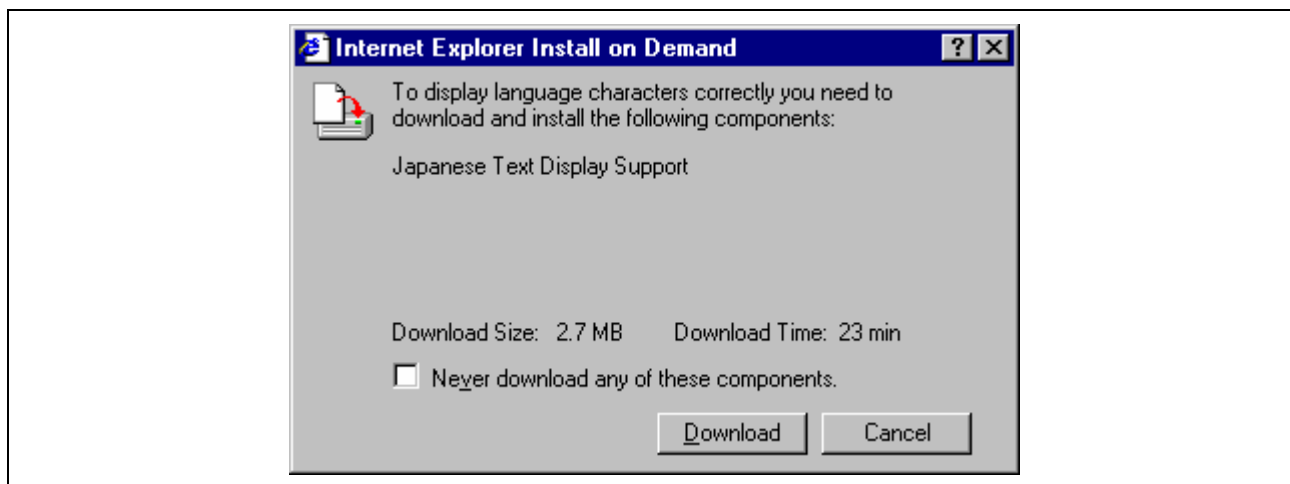 Internet Explorer Install on Demand
To display language characters correctly you need to
download and install the following components:
Japanese Text Display Support
Download Size: 2.7 MB Download Time: 23 min
Never download any of these components.
Download Cancel